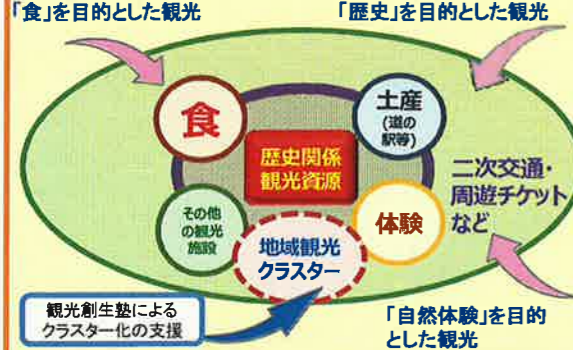 「食」を目的とした観光
「歴史」を目的とした観光
食
土産
(道の
駅等)
歴史関係
観光資源
二次交通・
周遊チケット
など
その他
の観光
施設
体験
地域観光
クラスター
観光創生塾による
クラスター化の支援
「自然体験」を目的
とした観光